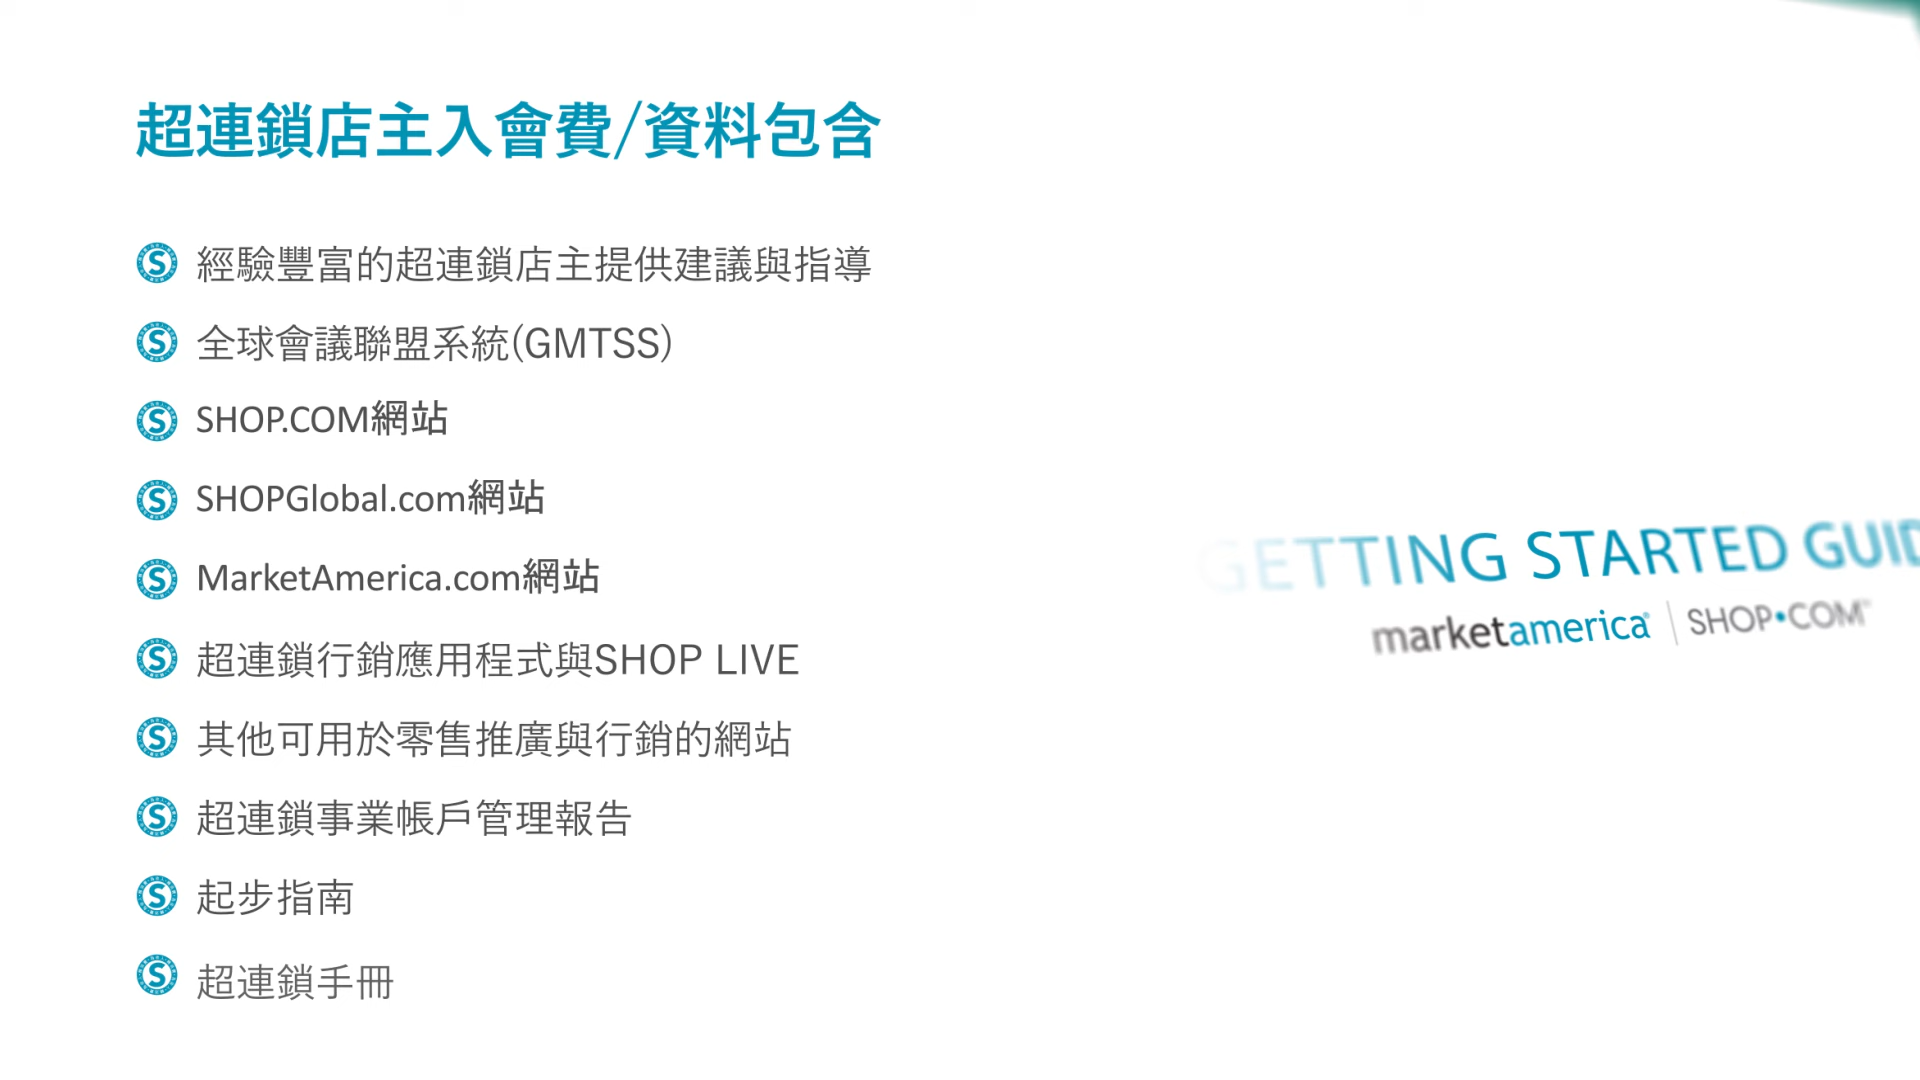 超連鎖店主入會費/資料包含
經驗豐富的超連鎖店主提供建議與指導
全球會議聯盟系統(GMTSS)
SHOP.COM網站
SHOPGlobal.com網站
MarketAmerica.com網站
超連鎖行銷應用程式與SHOP LIVE
其他可用於零售推廣與行銷的網站
超連鎖事業帳戶管理報告
起步指南
超連鎖手冊
GETTING STARTED GUID
marketamerica® | SHOP•COM™